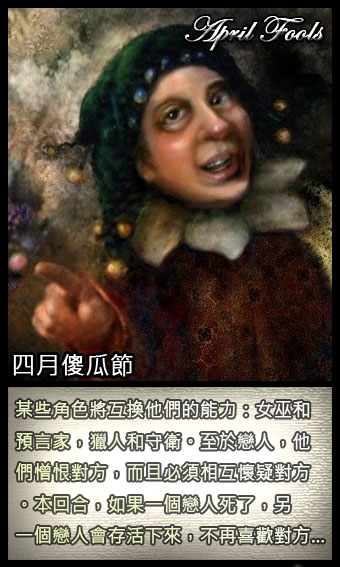 April Fools
四月傻瓜節
某些角色將互換他們的能力：女巫和
預言家，獵人和守衛。至於戀人，他
們憎恨對方，而且必須相互懷疑對方
。本回合，如果一個戀人死了，另
一個戀人會存活下來，不再喜歡對方...